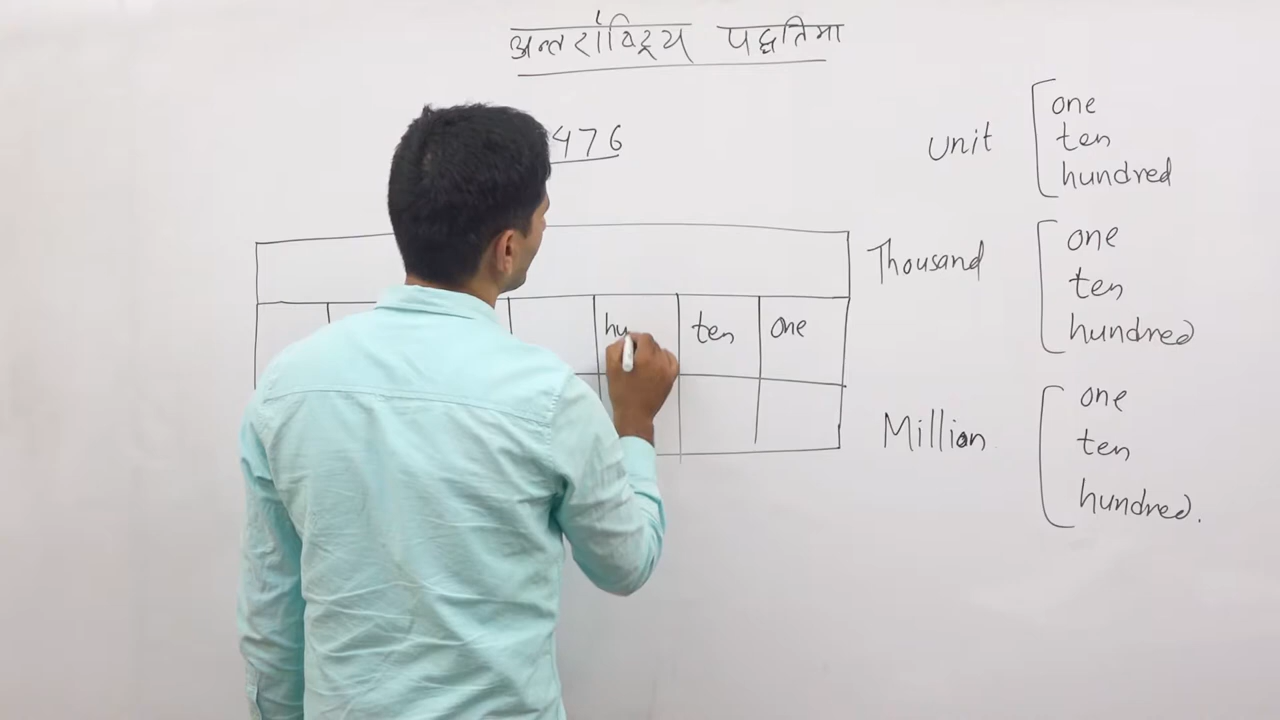 अन्तर्राष्ट्रिय पद्धतिमा
476
hu ten one
Unit
one
ten
hundred
Thousand
one
ten
hundred
Million
one
ten
hundred.